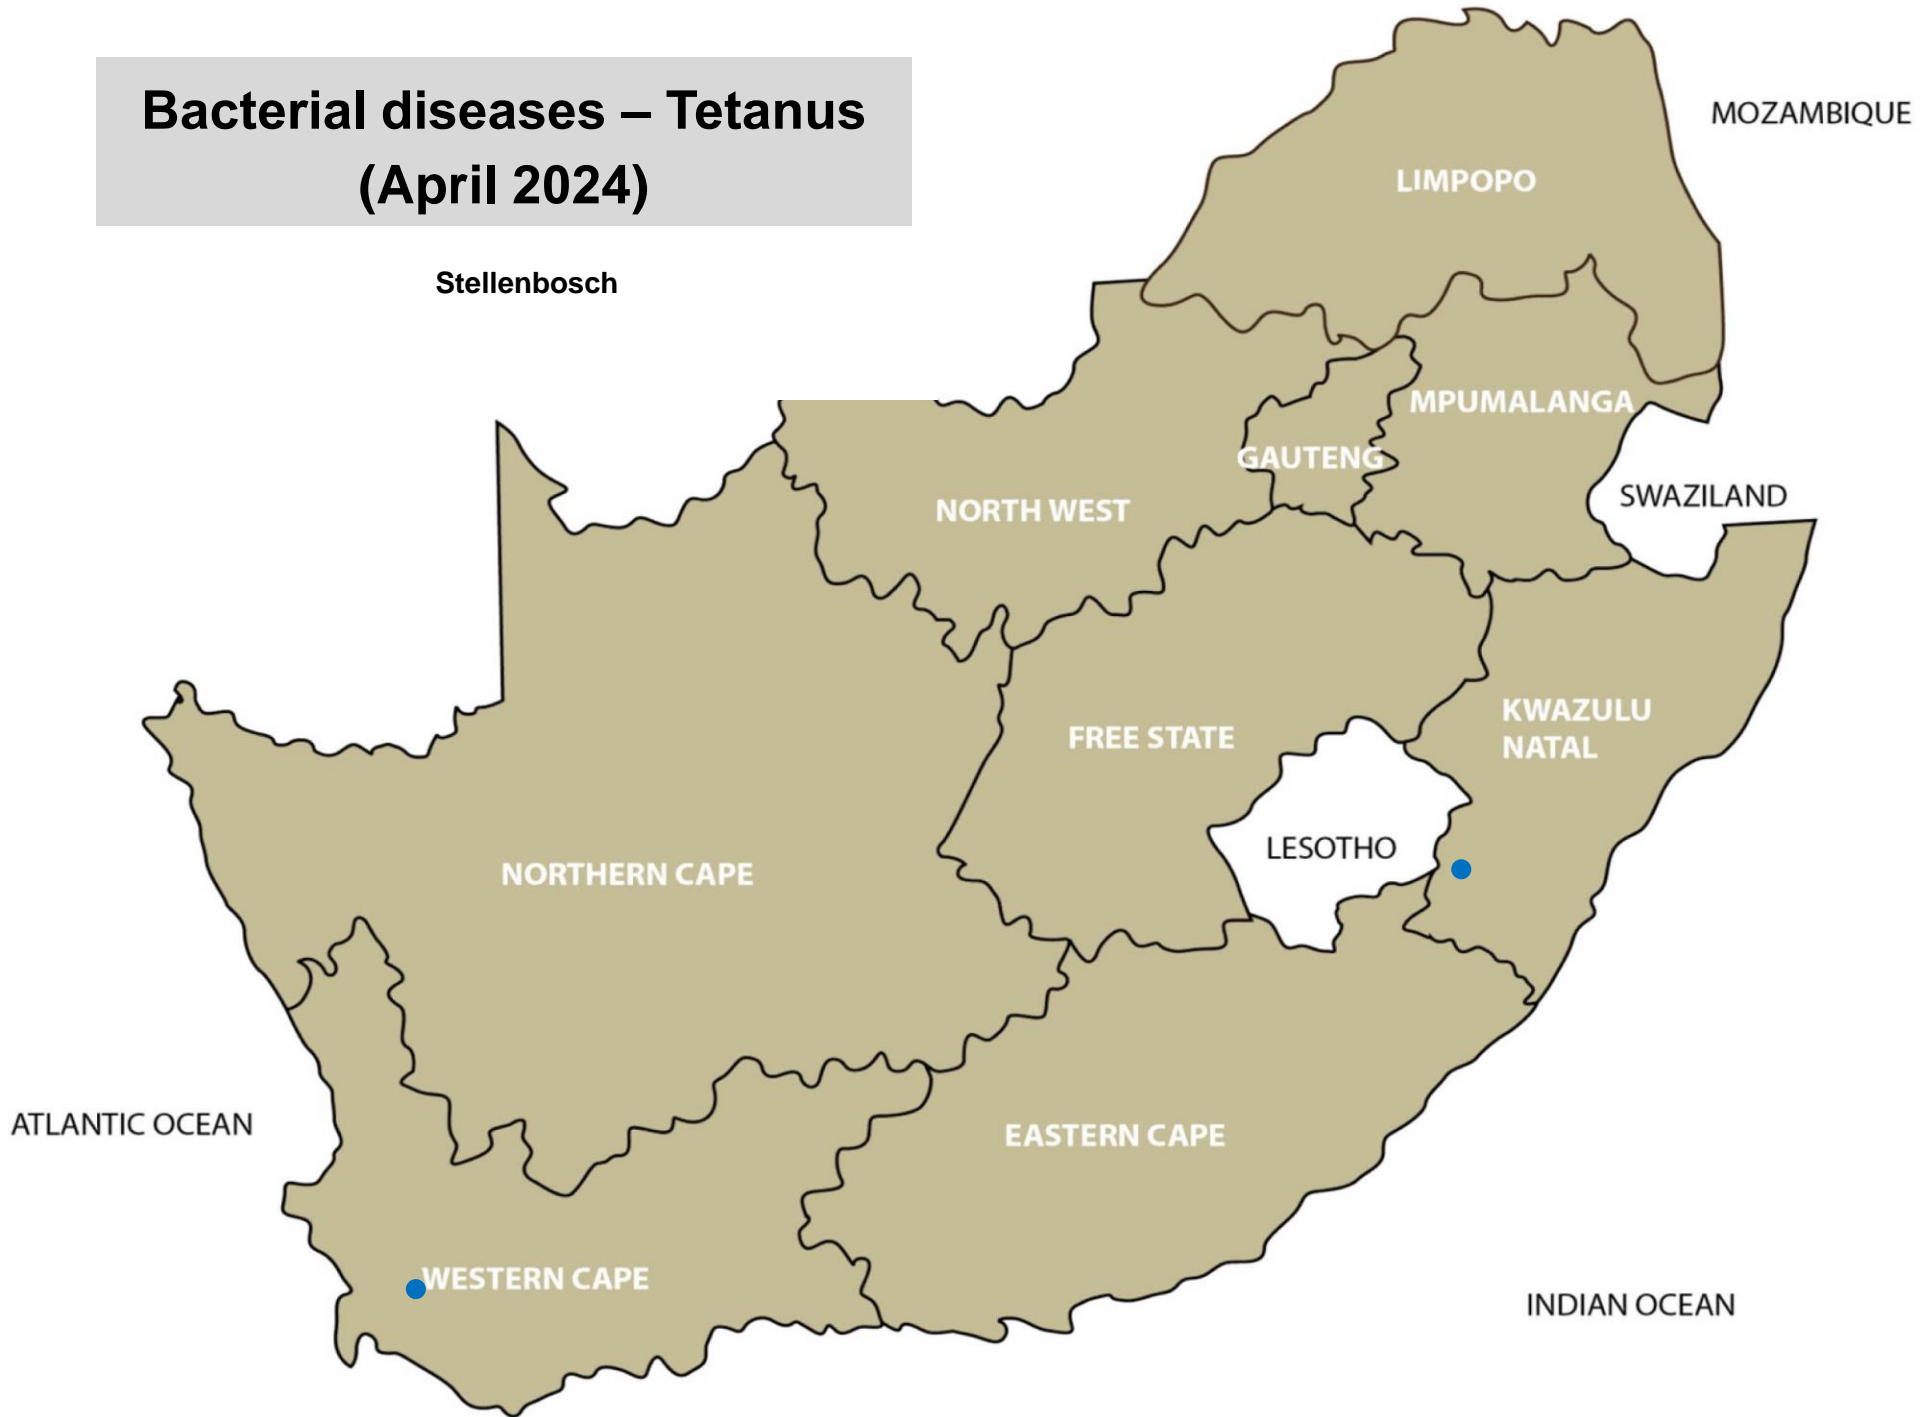 Bacterial diseases – Tetanus
(April 2024)
Stellenbosch
MOZAMBIQUE
LIMPOPO
MPUMALANGA
GAUTENG
SWAZILAND
NORTH WEST
KWAZULU
NATAL
FREE STATE
LESOTHO
NORTHERN CAPE
ATLANTIC OCEAN
EASTERN CAPE
WESTERN CAPE
INDIAN OCEAN